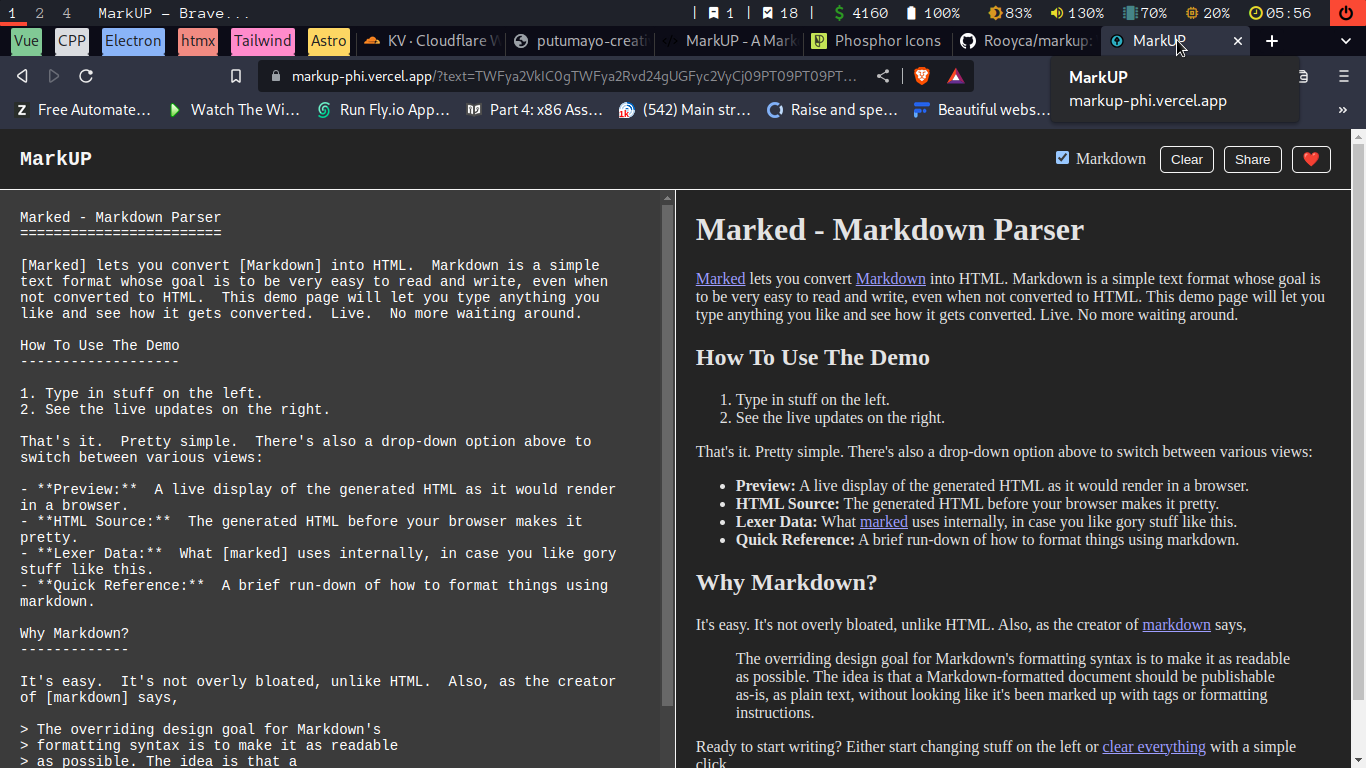 1 2 4 MarkUP – Brave... | 1 | 18 | $ 4160 100% 83% 130% 70% 20% 05:56
Vue CPP Electron htmx Tailwind Astro KV · Cloudflare W putumayo-creati MarkUP - A Mark Phosphor Icons Rooyca/markup: MarkUP
markup-phi.vercel.app/?text=TWFya2VkIC0gTWFya2Rvd24gUGFyc2VyCj09PT09PT09PT...
MarkUP
markup-phi.vercel.app
Free Automate... Watch The Wi... Run Fly.io App... Part 4: x86 Ass... (542) Main str... Raise and spe... Beautiful webs... »
MarkUP
Markdown Clear Share
Marked - Markdown Parser
========================
[Marked] lets you convert [Markdown] into HTML.  Markdown is a simple
text format whose goal is to be very easy to read and write, even when
not converted to HTML.  This demo page will let you type anything you
like and see how it gets converted.  Live.  No more waiting around.
How To Use The Demo
-------------------
1. Type in stuff on the left.
2. See the live updates on the right.
That's it.  Pretty simple.  There's also a drop-down option above to
switch between various views:
- **Preview:**  A live display of the generated HTML as it would render
in a browser.
- **HTML Source:**  The generated HTML before your browser makes it
pretty.
- **Lexer Data:**  What [marked] uses internally, in case you like gory
stuff like this.
- **Quick Reference:**  A brief run-down of how to format things using
markdown.
Why Markdown?
-------------
It's easy.  It's not overly bloated, unlike HTML.  Also, as the creator
of [markdown] says,
> The overriding design goal for Markdown's
> formatting syntax is to make it as readable
> as possible. The idea is that a
Marked - Markdown Parser
Marked lets you convert Markdown into HTML. Markdown is a simple text format whose goal is
to be very easy to read and write, even when not converted to HTML. This demo page will let you
type anything you like and see how it gets converted. Live. No more waiting around.
How To Use The Demo
1. Type in stuff on the left.
2. See the live updates on the right.
That's it. Pretty simple. There's also a drop-down option above to switch between various views:
• Preview: A live display of the generated HTML as it would render in a browser.
• HTML Source: The generated HTML before your browser makes it pretty.
• Lexer Data: What marked uses internally, in case you like gory stuff like this.
• Quick Reference: A brief run-down of how to format things using markdown.
Why Markdown?
It's easy. It's not overly bloated, unlike HTML. Also, as the creator of markdown says,
The overriding design goal for Markdown's formatting syntax is to make it as readable
as possible. The idea is that a Markdown-formatted document should be publishable
as-is, as plain text, without looking like it's been marked up with tags or formatting
instructions.
Ready to start writing? Either start changing stuff on the left or clear everything with a simple
click.